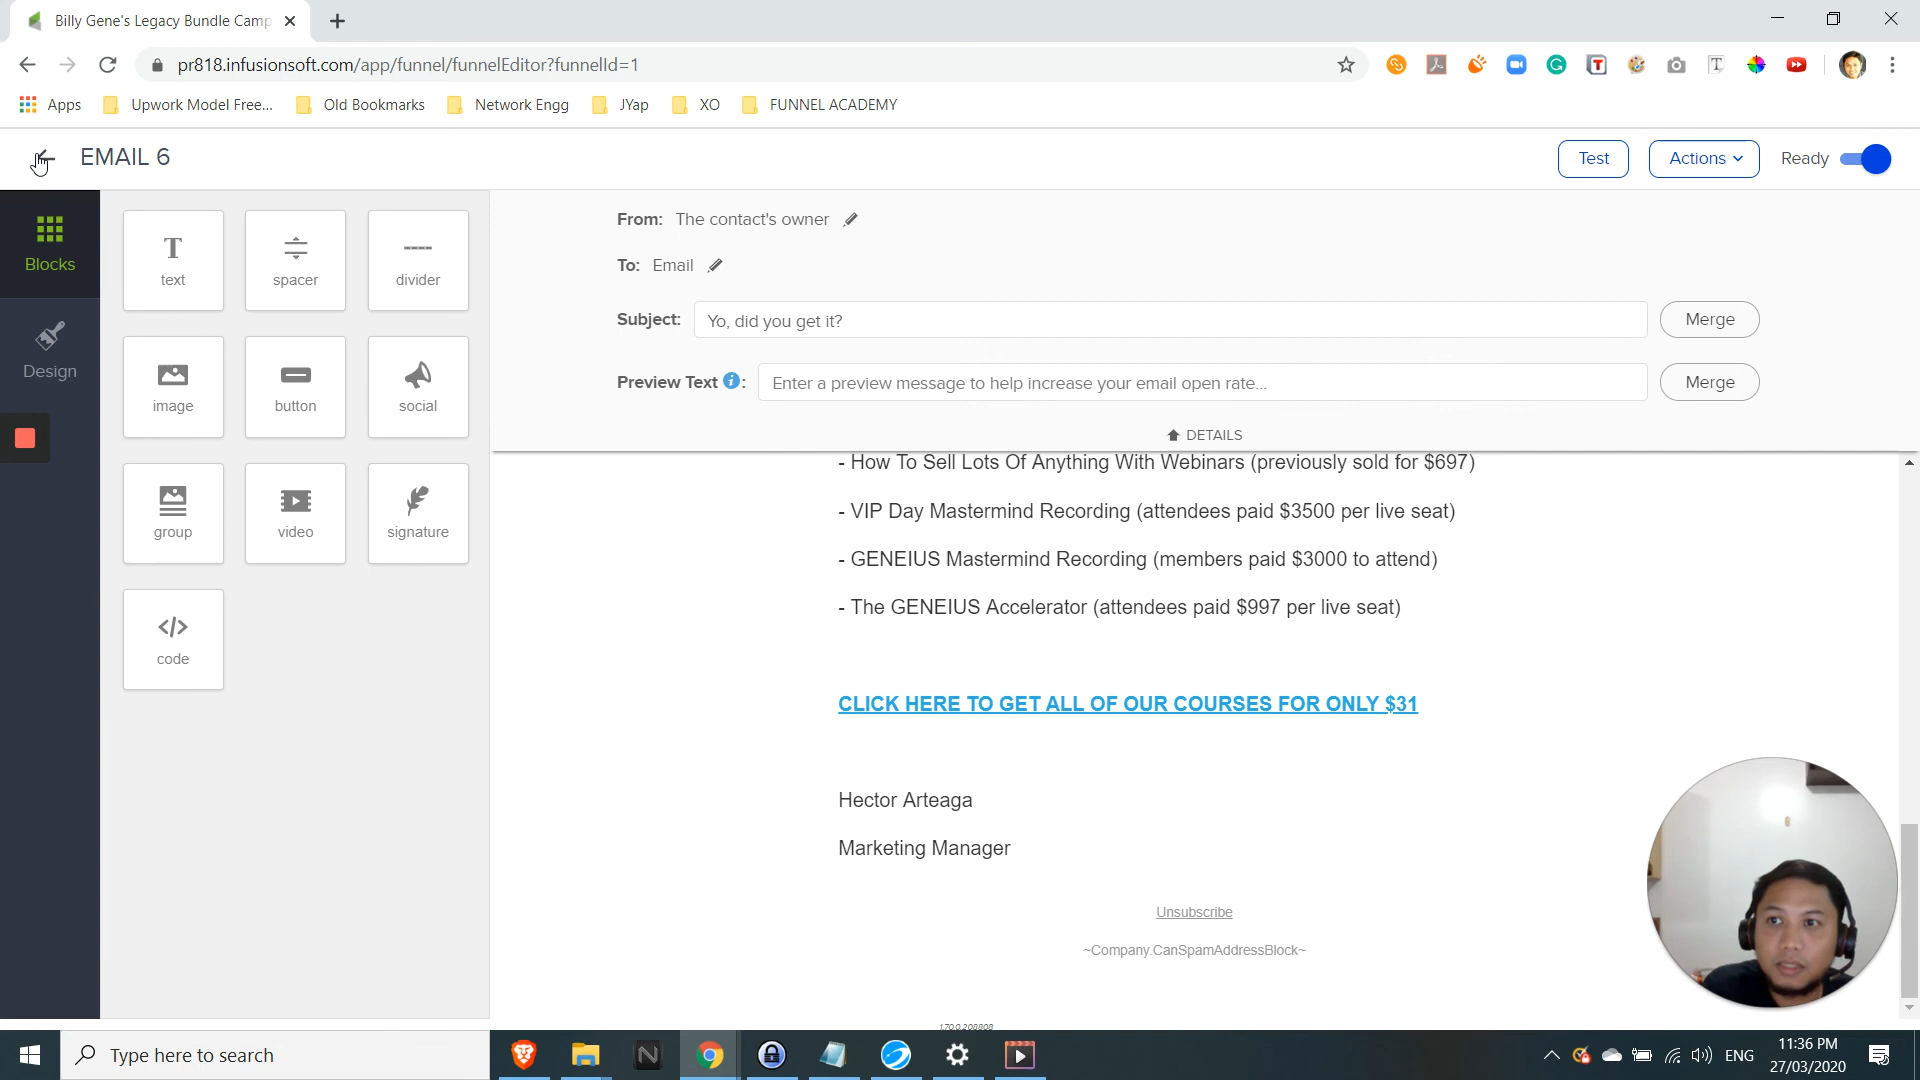 Billy Gene's Legacy Bundle Camp
pr818.infusionsoft.com/app/funnel/funnelEditor?funnelId=1
Apps
Upwork Model Free...
Old Bookmarks
Network Engg
JYap
XO
FUNNEL ACADEMY
EMAIL 6
Test
Actions
Ready
Blocks
Design
text
spacer
divider
image
button
social
group
video
signature
code
From: The contact's owner
To: Email
Subject: Yo, did you get it?
Merge
Preview Text : Enter a preview message to help increase your email open rate...
Merge
DETAILS
- How To Sell Lots Of Anything With Webinars (previously sold for $697)
- VIP Day Mastermind Recording (attendees paid $3500 per live seat)
- GENEIUS Mastermind Recording (members paid $3000 to attend)
- The GENEIUS Accelerator (attendees paid $997 per live seat)
CLICK HERE TO GET ALL OF OUR COURSES FOR ONLY $31
Hector Arteaga
Marketing Manager
Unsubscribe
~Company.CanSpamAddressBlock~
1.70.0.208808
Type here to search
ENG
11:36 PM
27/03/2020